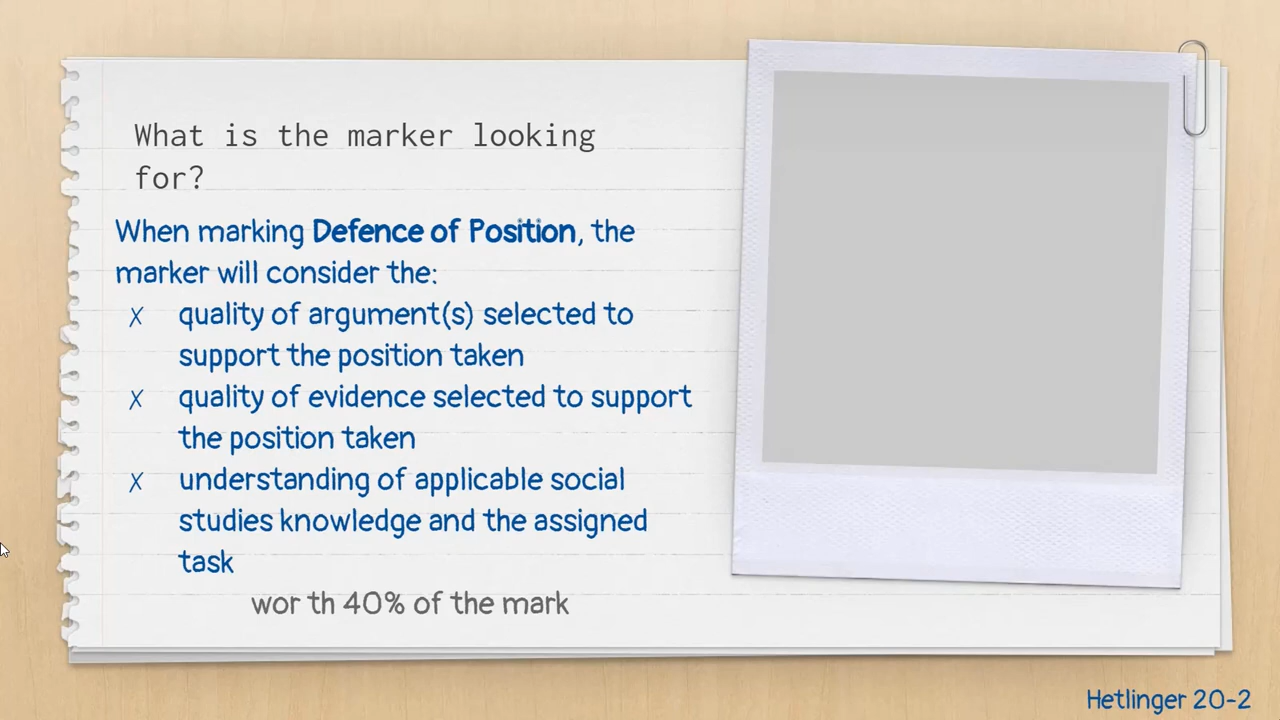 What is the marker looking
for?
When marking Defence of Position, the
marker will consider the:
x quality of argument(s) selected to
support the position taken
x quality of evidence selected to support
the position taken
x understanding of applicable social
studies knowledge and the assigned
task
wor th 40% of the mark
Hetlinger 20-2